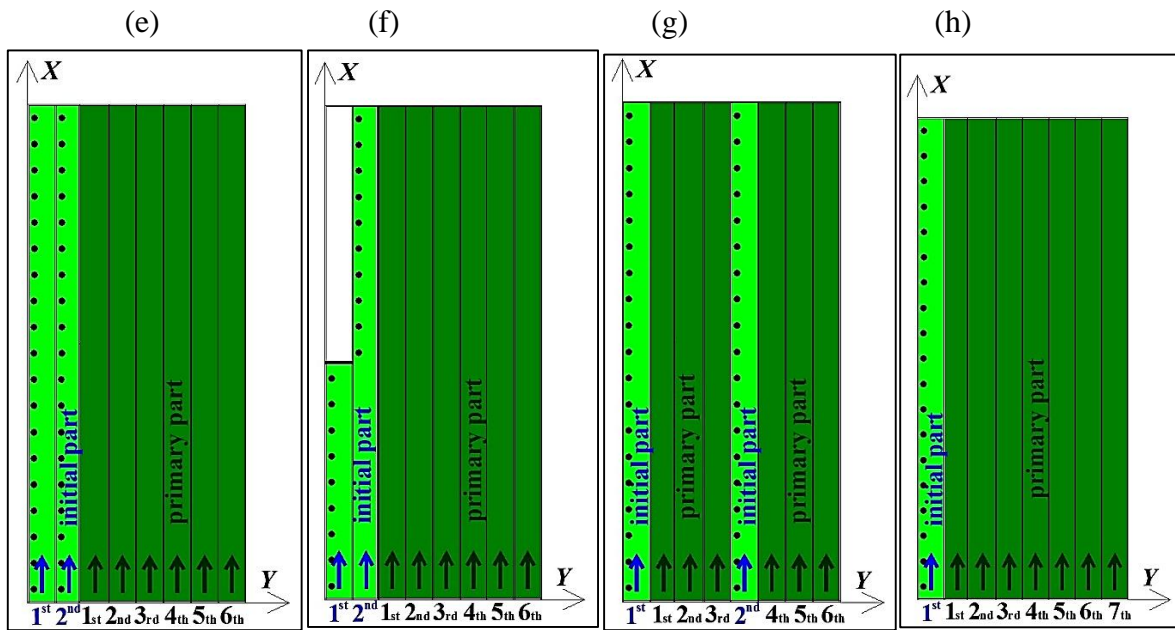 (e) (f) (g) (h)
X
initial part
primary part
Y
1st 2nd 1st 2nd 3rd 4th 5th 6th
X
initial part
primary part
Y
1st 2nd 1st 2nd 3rd 4th 5th 6th
X
initial part
primary part
initial part
primary part
Y
1st 1st 2nd 3rd 2nd 4th 5th 6th
X
initial part
primary part
Y
1st 1st 2nd 3rd 4th 5th 6th 7th